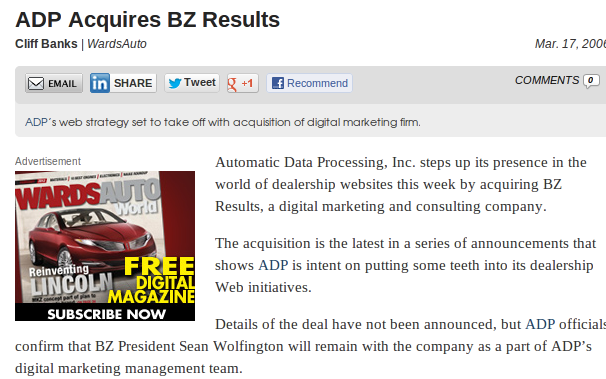 ADP Acquires BZ Results
Cliff Banks | WardsAuto
Mar. 17, 2006
EMAIL
SHARE
Tweet
+1
Recommend
COMMENTS 0
ADP's web strategy set to take off with acquisition of digital marketing firm.
Advertisement
WARDSAUTO
World
Reinventing
LINCOLN
FREE
DIGITAL
MAGAZINE
SUBSCRIBE NOW
Automatic Data Processing, Inc. steps up its presence in the
world of dealership websites this week by acquiring BZ
Results, a digital marketing and consulting company.
The acquisition is the latest in a series of announcements that
shows ADP is intent on putting some teeth into its dealership
Web initiatives.
Details of the deal have not been announced, but ADP officials
confirm that BZ President Sean Wolfington will remain with the company as a part of ADP's
digital marketing management team.